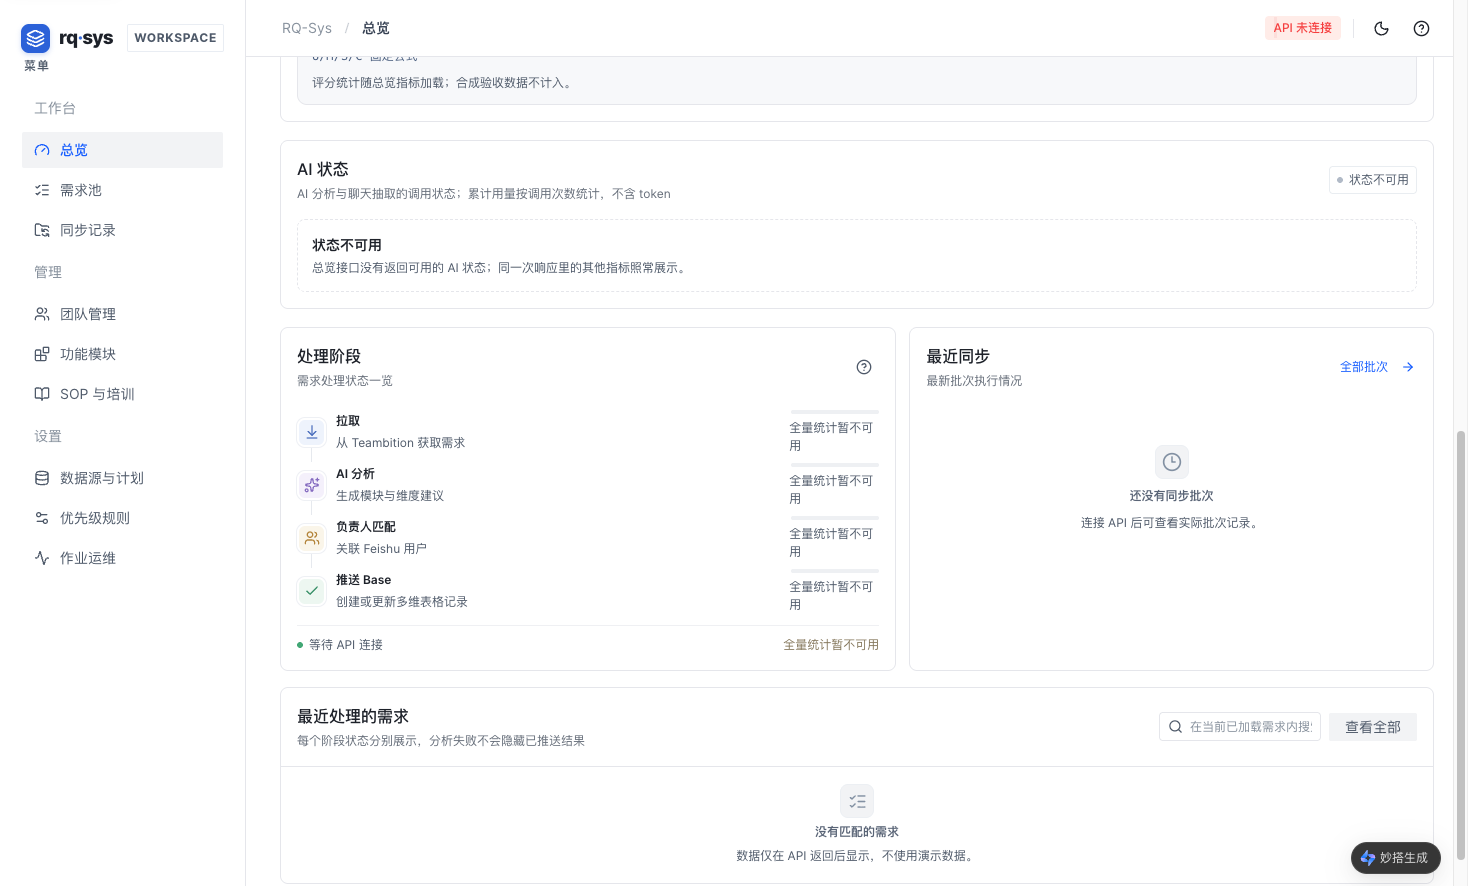 rq·sys
WORKSPACE
菜单
工作台
总览
需求池
同步记录
管理
团队管理
功能模块
SOP 与培训
设置
数据源与计划
优先级规则
作业运维
RQ-Sys / 总览
API 未连接
评分统计随总览指标加载；合成验收数据不计入。
AI 状态
AI 分析与聊天抽取的调用状态；累计用量按调用次数统计，不含 token
状态不可用
状态不可用
总览接口没有返回可用的 AI 状态；同一次响应里的其他指标照常展示。
处理阶段
需求处理状态一览
拉取
从 Teambition 获取需求
全量统计暂不可
用
AI 分析
生成模块与维度建议
全量统计暂不可
用
负责人匹配
关联 Feishu 用户
全量统计暂不可
用
推送 Base
创建或更新多维表格记录
全量统计暂不可
用
等待 API 连接
全量统计暂不可用
最近同步
最新批次执行情况
全部批次
还没有同步批次
连接 API 后可查看实际批次记录。
最近处理的需求
每个阶段状态分别展示，分析失败不会隐藏已推送结果
在当前已加载需求内搜
查看全部
没有匹配的需求
数据仅在 API 返回后显示，不使用演示数据。
妙搭生成